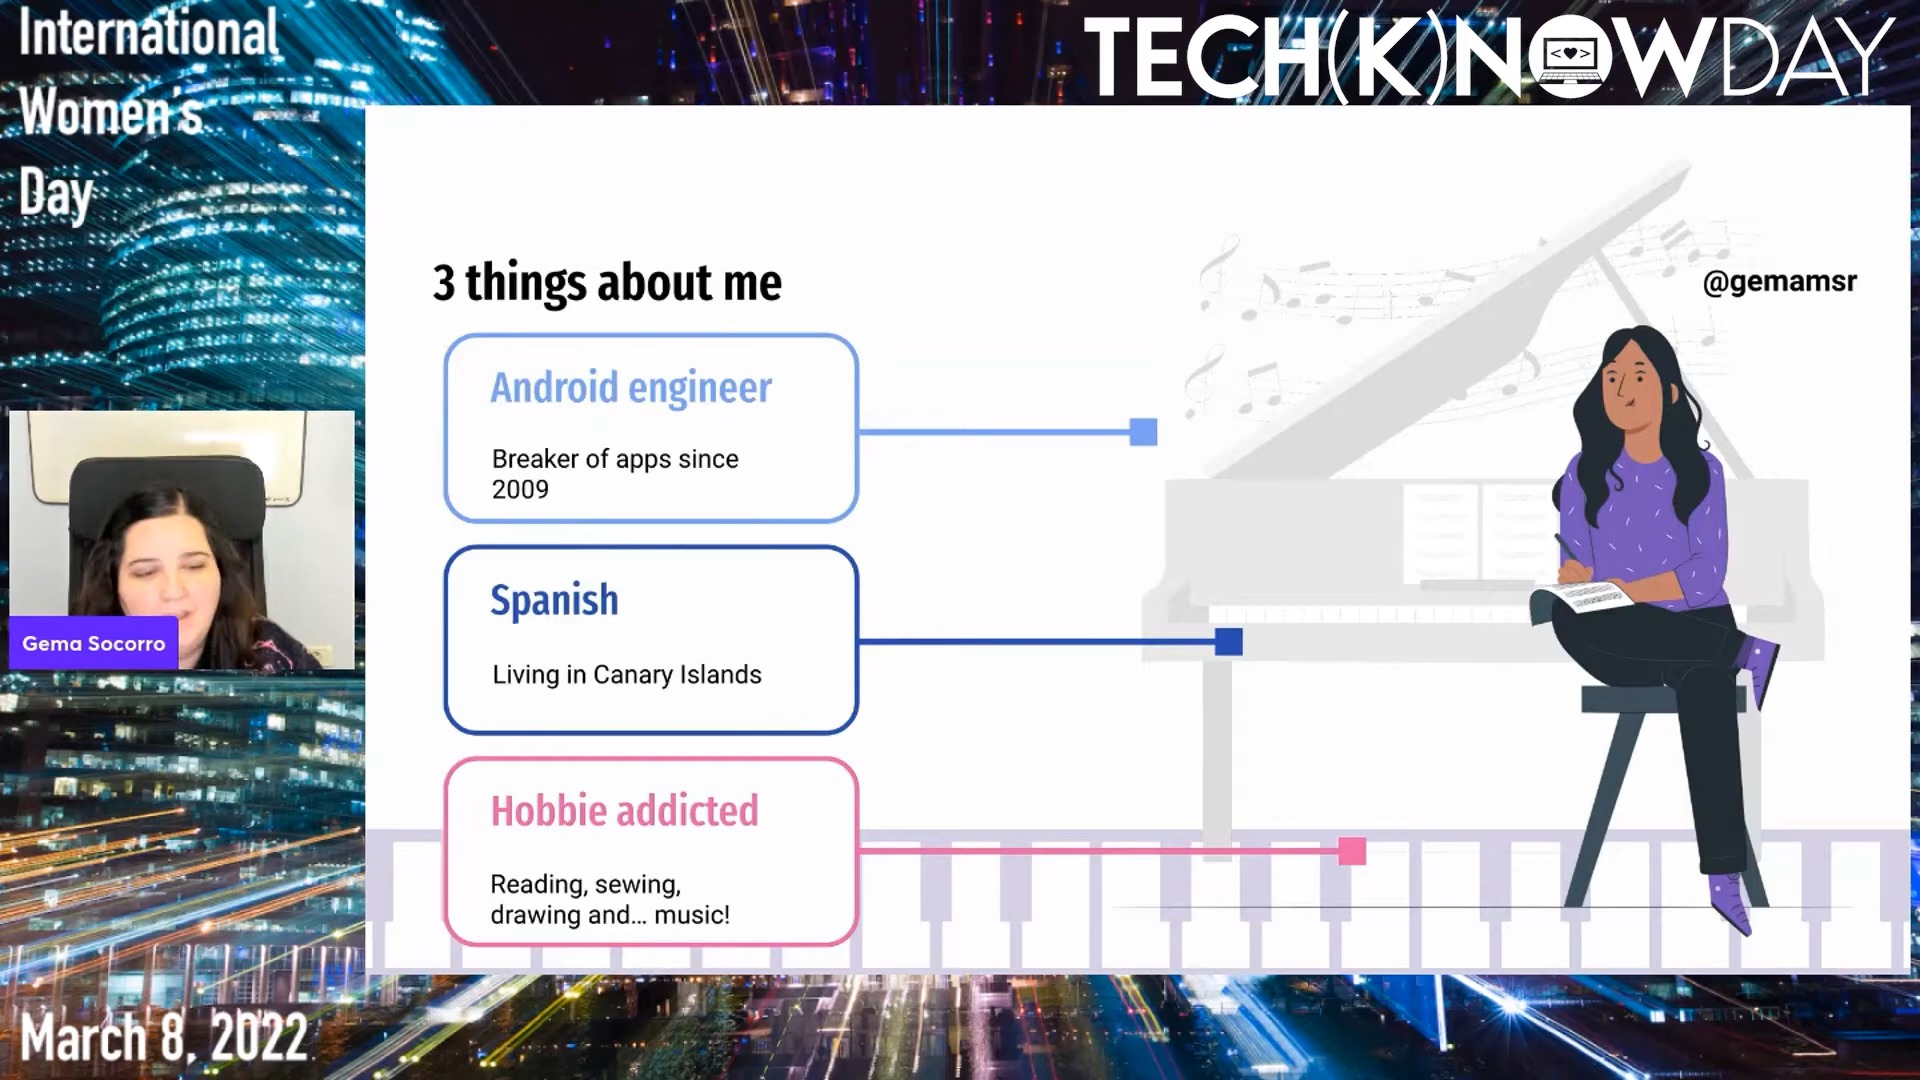 International
Women's
Day
TECH(K)NOWDAY
3 things about me
@gemamsr
Android engineer
Breaker of apps since
2009
Spanish
Living in Canary Islands
Gema Socorro
Hobbie addicted
Reading, sewing,
drawing and... music!
March 8, 2022